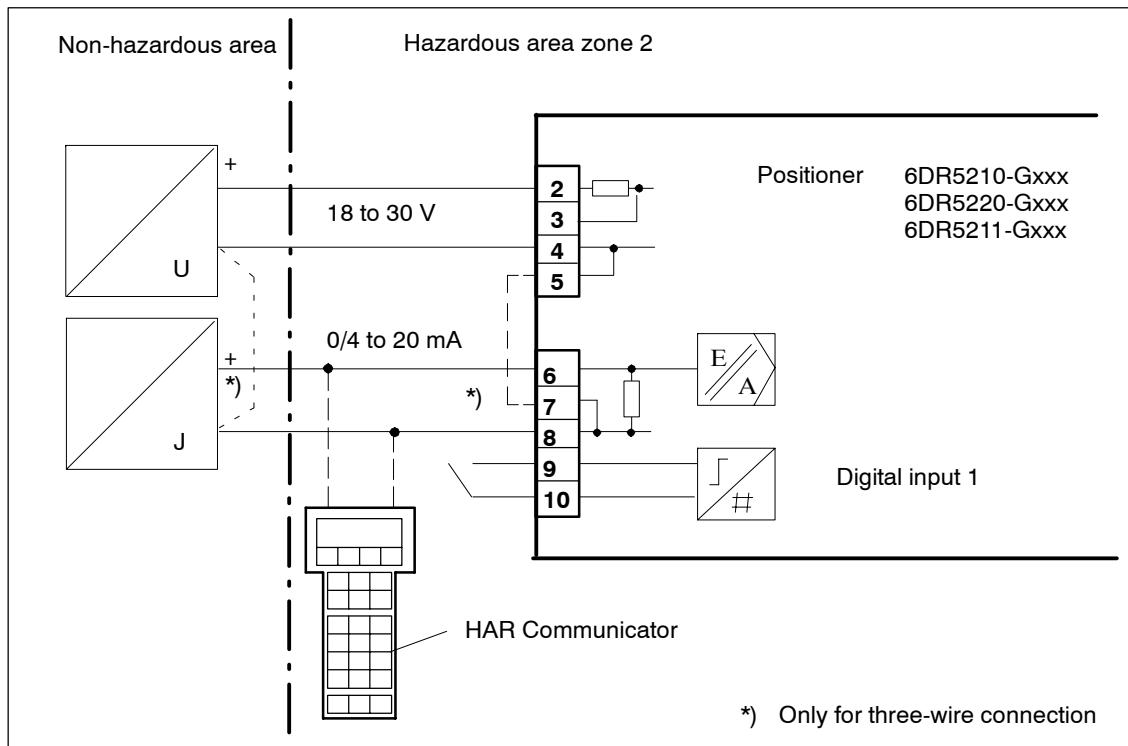 Non-hazardous area
Hazardous area zone 2
Positioner 6DR5210-Gxxx
6DR5220-Gxxx
6DR5211-Gxxx
+
18 to 30 V
U
2
3
4
5
0/4 to 20 mA
+
*)
*)
J
6
7
8
9
10
E
A
Digital input 1
HAR Communicator
*) Only for three-wire connection